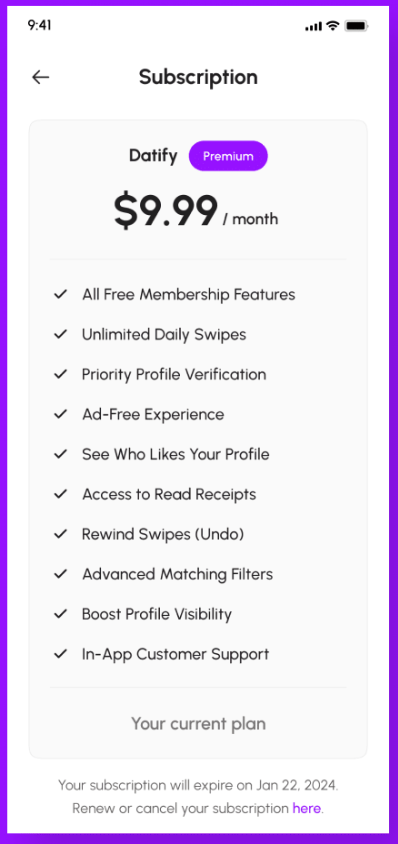 9:41
Subscription
Datify Premium
$9.99 / month
All Free Membership Features
Unlimited Daily Swipes
Priority Profile Verification
Ad-Free Experience
See Who Likes Your Profile
Access to Read Receipts
Rewind Swipes (Undo)
Advanced Matching Filters
Boost Profile Visibility
In-App Customer Support
Your current plan
Your subscription will expire on Jan 22, 2024.
Renew or cancel your subscription here.